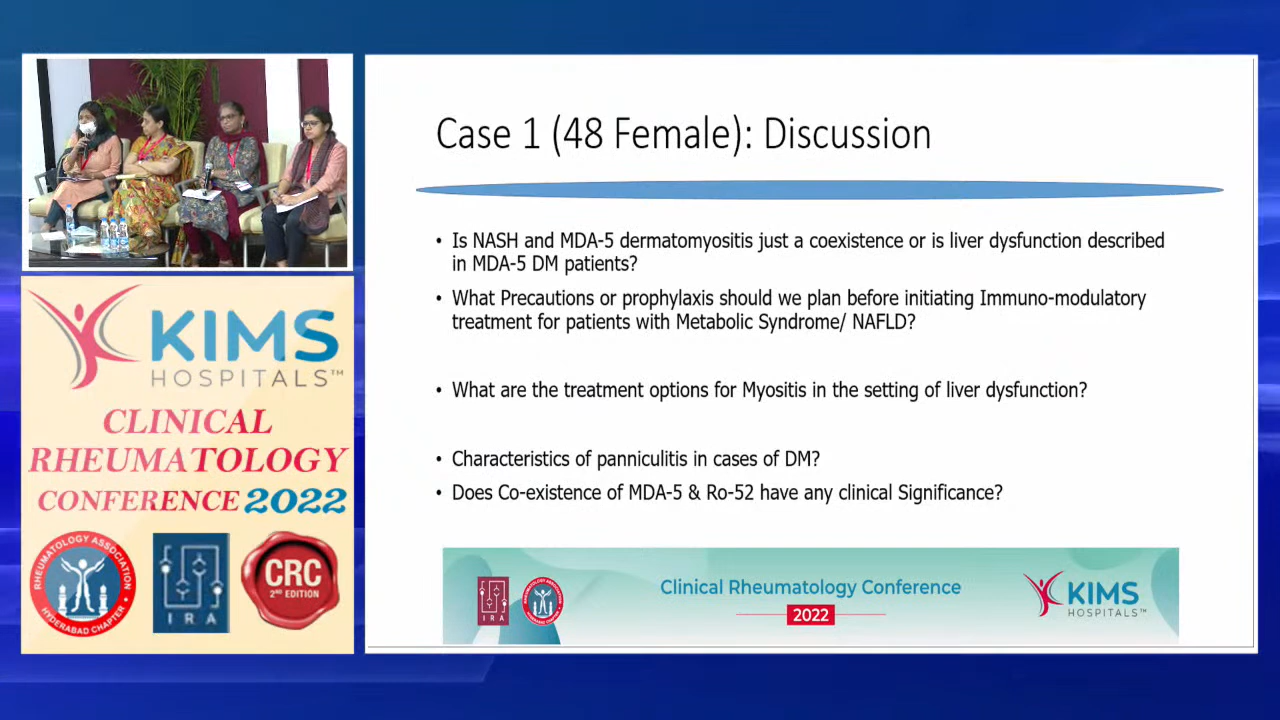 KIMS
HOSPITALS™
CLINICAL
RHEUMATOLOGY
CONFERENCE 2022
RHEUMATOLOGY ASSOCIATION
HYDERABAD CHAPTER
IRA
CRC
2ND EDITION
Case 1 (48 Female): Discussion
• Is NASH and MDA-5 dermatomyositis just a coexistence or is liver dysfunction described
in MDA-5 DM patients?
• What Precautions or prophylaxis should we plan before initiating Immuno-modulatory
treatment for patients with Metabolic Syndrome/ NAFLD?
• What are the treatment options for Myositis in the setting of liver dysfunction?
• Characteristics of panniculitis in cases of DM?
• Does Co-existence of MDA-5 & Ro-52 have any clinical Significance?
IRA
Clinical Rheumatology Conference
2022
KIMS
HOSPITALS™